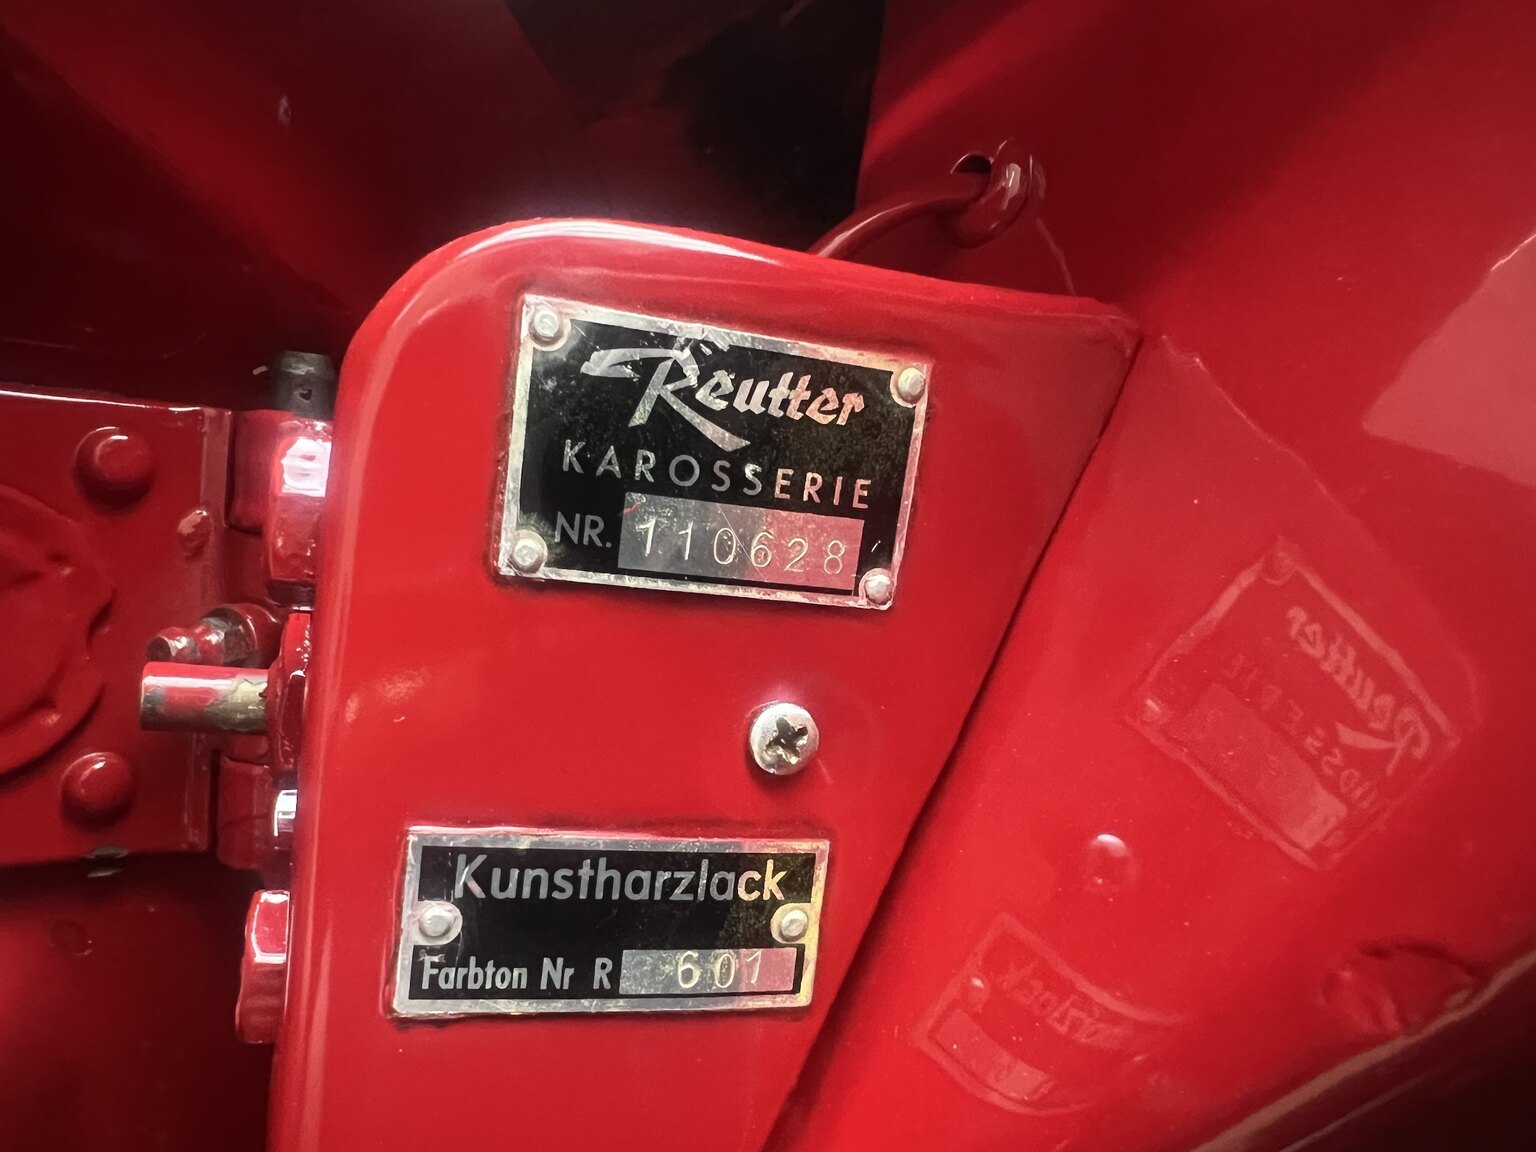 Reutter
KAROSSERIE
NR. 110628
Kunstharzlack
Farbton Nr R 601